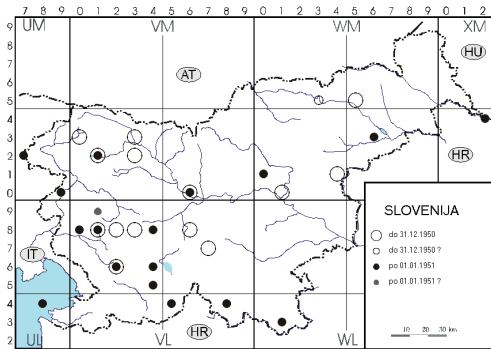 7 8 9 0 1 2 3 4 5 6 7 8 9 0 1 2 3 4 5 6 7 8 9 0 1 2
UM VM WM XM
9
8
7
6
5
4
3
2
1
0
9
8
7
6
5
4
3
2
HU
AT
HR
IT
HR
UL VL WL
SLOVENIJA
do 31.12.1950
do 31.12.1950 ?
po 01.01.1951
po 01.01.1951 ?
10 20 30 km